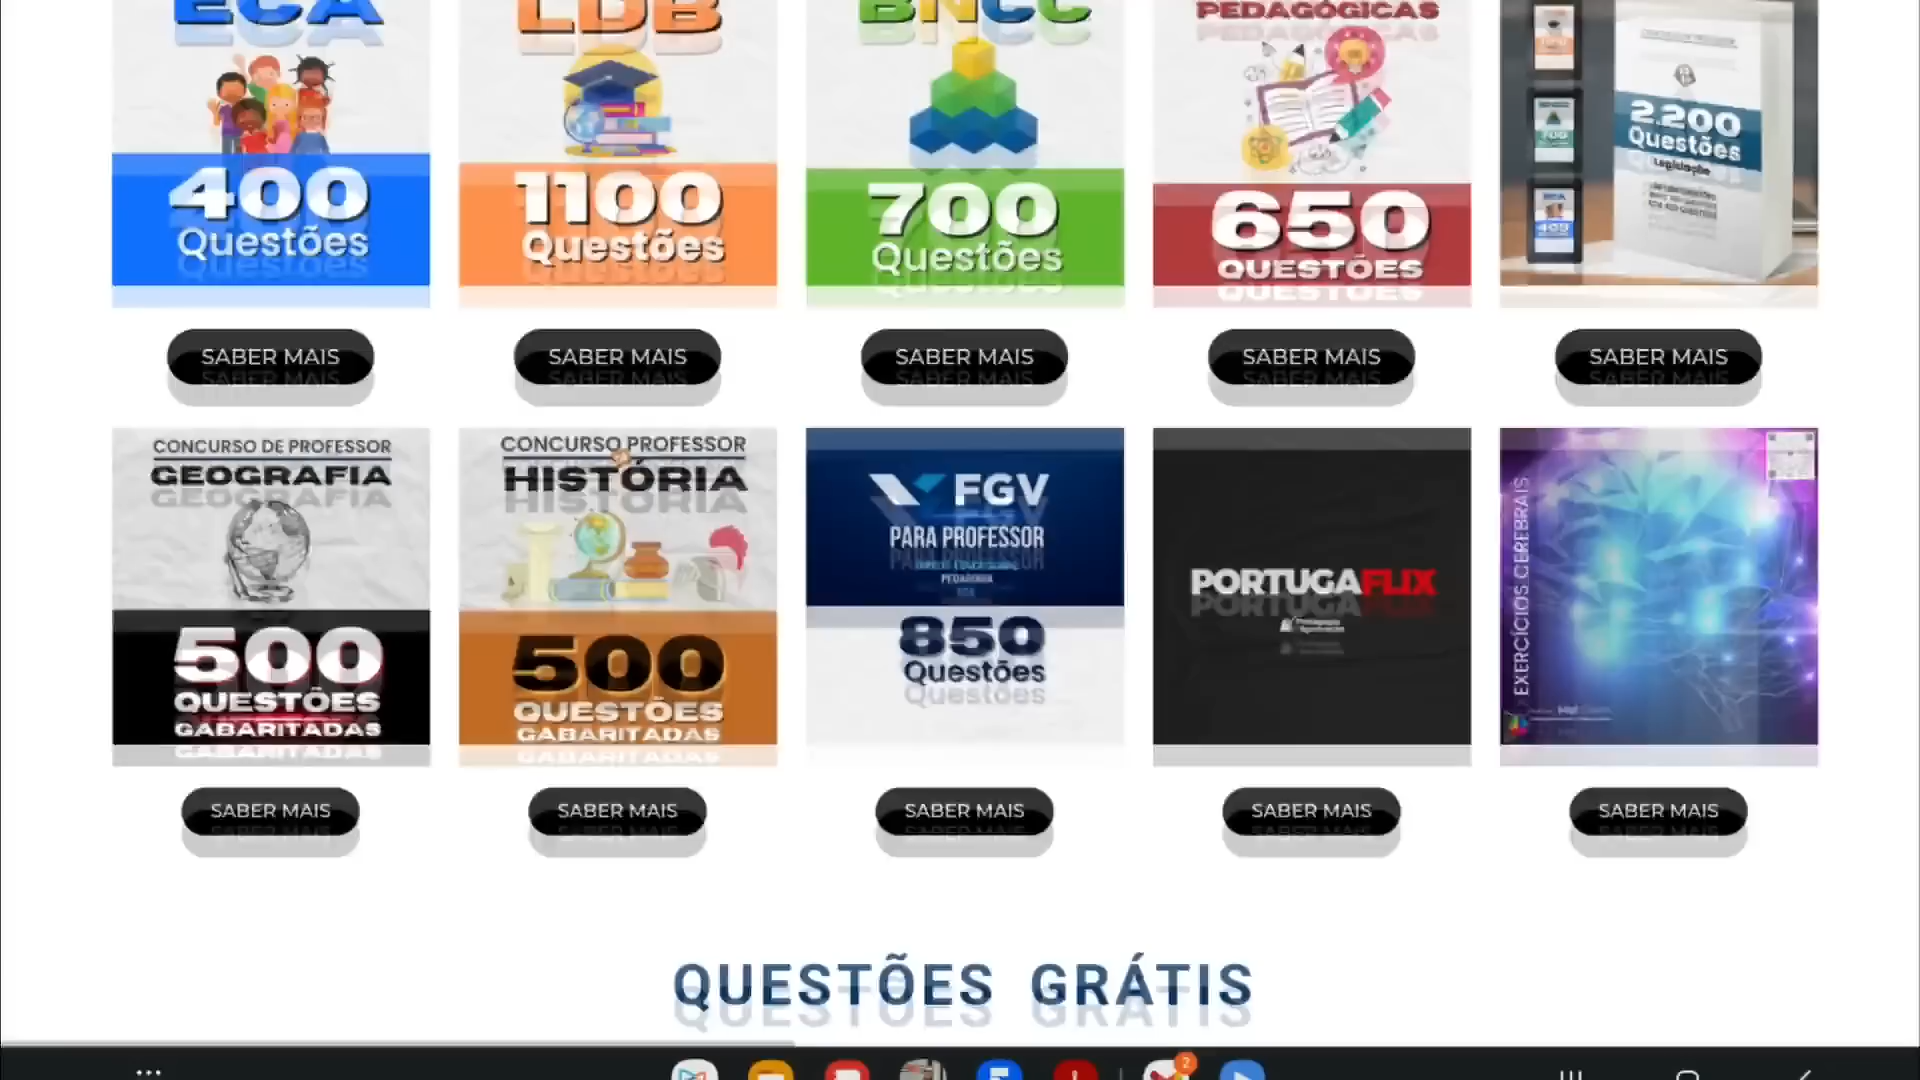 ECA
LDB
BNCC
PEDAGÓGICAS
400
Questões
1100
Questões
700
Questões
650
QUESTÕES
2.200
Questões
Legislação
SABER MAIS
SABER MAIS
SABER MAIS
SABER MAIS
SABER MAIS
CONCURSO DE PROFESSOR
GEOGRAFIA
500
QUESTÕES
GABARITADAS
CONCURSO PROFESSOR
HISTÓRIA
500
QUESTÕES
GABARITADAS
FGV
PARA PROFESSOR
PEDAGOGIA
850
Questões
PORTUGAFLIX
EXERCÍCIOS CEREBRAIS
SABER MAIS
SABER MAIS
SABER MAIS
SABER MAIS
SABER MAIS
QUESTÕES GRÁTIS
2